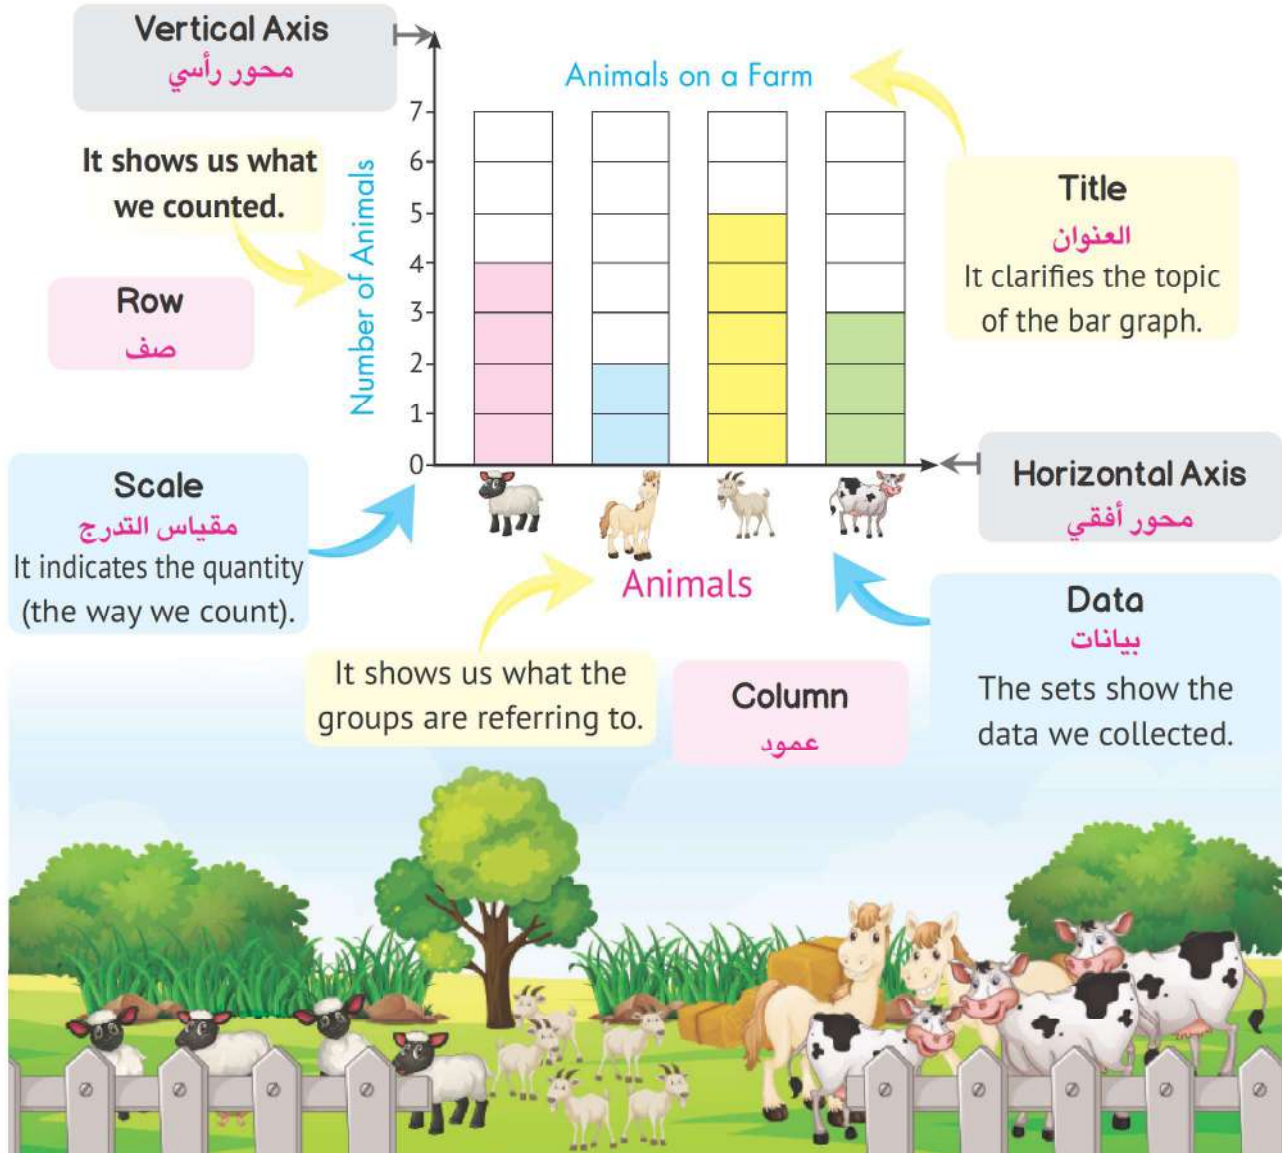 Vertical Axis
محور رأسي
Animals on a Farm
It shows us what
we counted.
Number of Animals
7
6
5
4
3
2
1
0
Title
العنوان
It clarifies the topic
of the bar graph.
Row
صف
Scale
مقياس التدرج
It indicates the quantity
(the way we count).
Horizontal Axis
محور أفقي
Animals
Data
بيانات
The sets show the
data we collected.
It shows us what the
groups are referring to.
Column
عمود